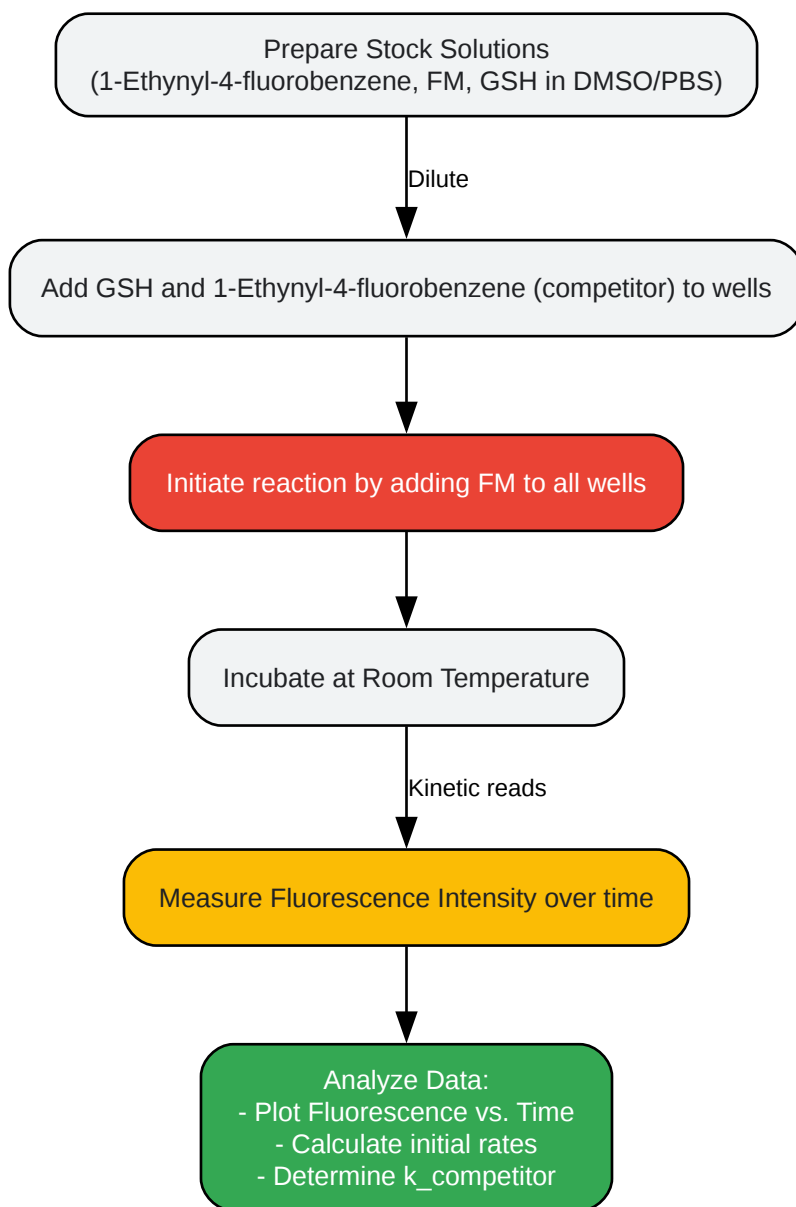 Prepare Stock Solutions
(1-Ethynyl-4-fluorobenzene, FM, GSH in DMSO/PBS)
Dilute
Add GSH and 1-Ethynyl-4-fluorobenzene (competitor) to wells
Initiate reaction by adding FM to all wells
Incubate at Room Temperature
Kinetic reads
Measure Fluorescence Intensity over time
Analyze Data:
- Plot Fluorescence vs. Time
- Calculate initial rates
- Determine k_competitor